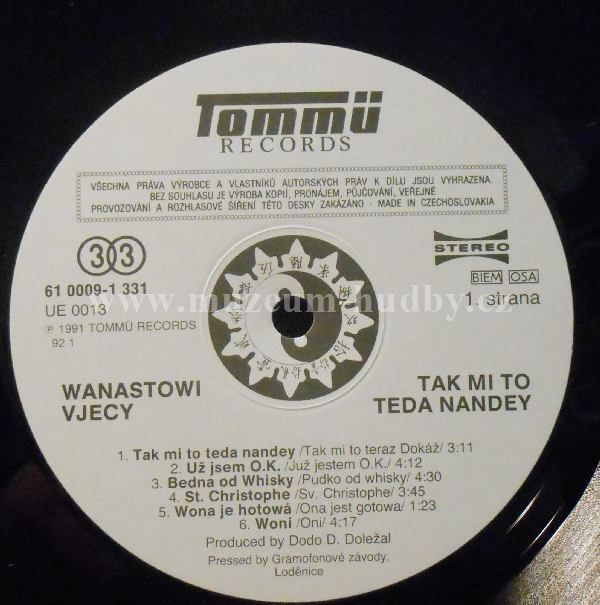 Tommü
RECORDS
VŠECHNA PRÁVA VÝROBCE A VLASTNÍKŮ AUTORSKÝCH PRÁV K DÍLU JSOU VYHRAZENA.
BEZ SOUHLASU JE VÝROBA KOPIÍ, PRONÁJEM, PŮJČOVÁNÍ, VEŘEJNÉ
PROVOZOVÁNÍ A ROZHLASOVÉ ŠÍŘENÍ TÉTO DESKY ZAKÁZÁNO - MADE IN CZECHOSLOVAKIA
33
STEREO
61 0009-1 331
BIEM OSA
UE 0013
1. strana
www.muzeum-hudby.cz
℗ 1991 TOMMÜ RECORDS
92 1
WANASTOWI
VJECY
TAK MI TO
TEDA NANDEY
1. Tak mi to teda nandey /Tak mi to teraz Dokáž/ 3:11
2. Už jsem O.K. /Już jestem O.K./ 4:12
3. Bedna od Whisky /Pudko od whisky/ 4:30
4. St. Christophe /Sv. Christophe/ 3:45
5. Wona je hotowá /Ona jest gotowa/ 1:23
6. Woni /Oni/ 4:17
Produced by Dodo D. Doležal
Pressed by Gramofonové závody,
Loděnice